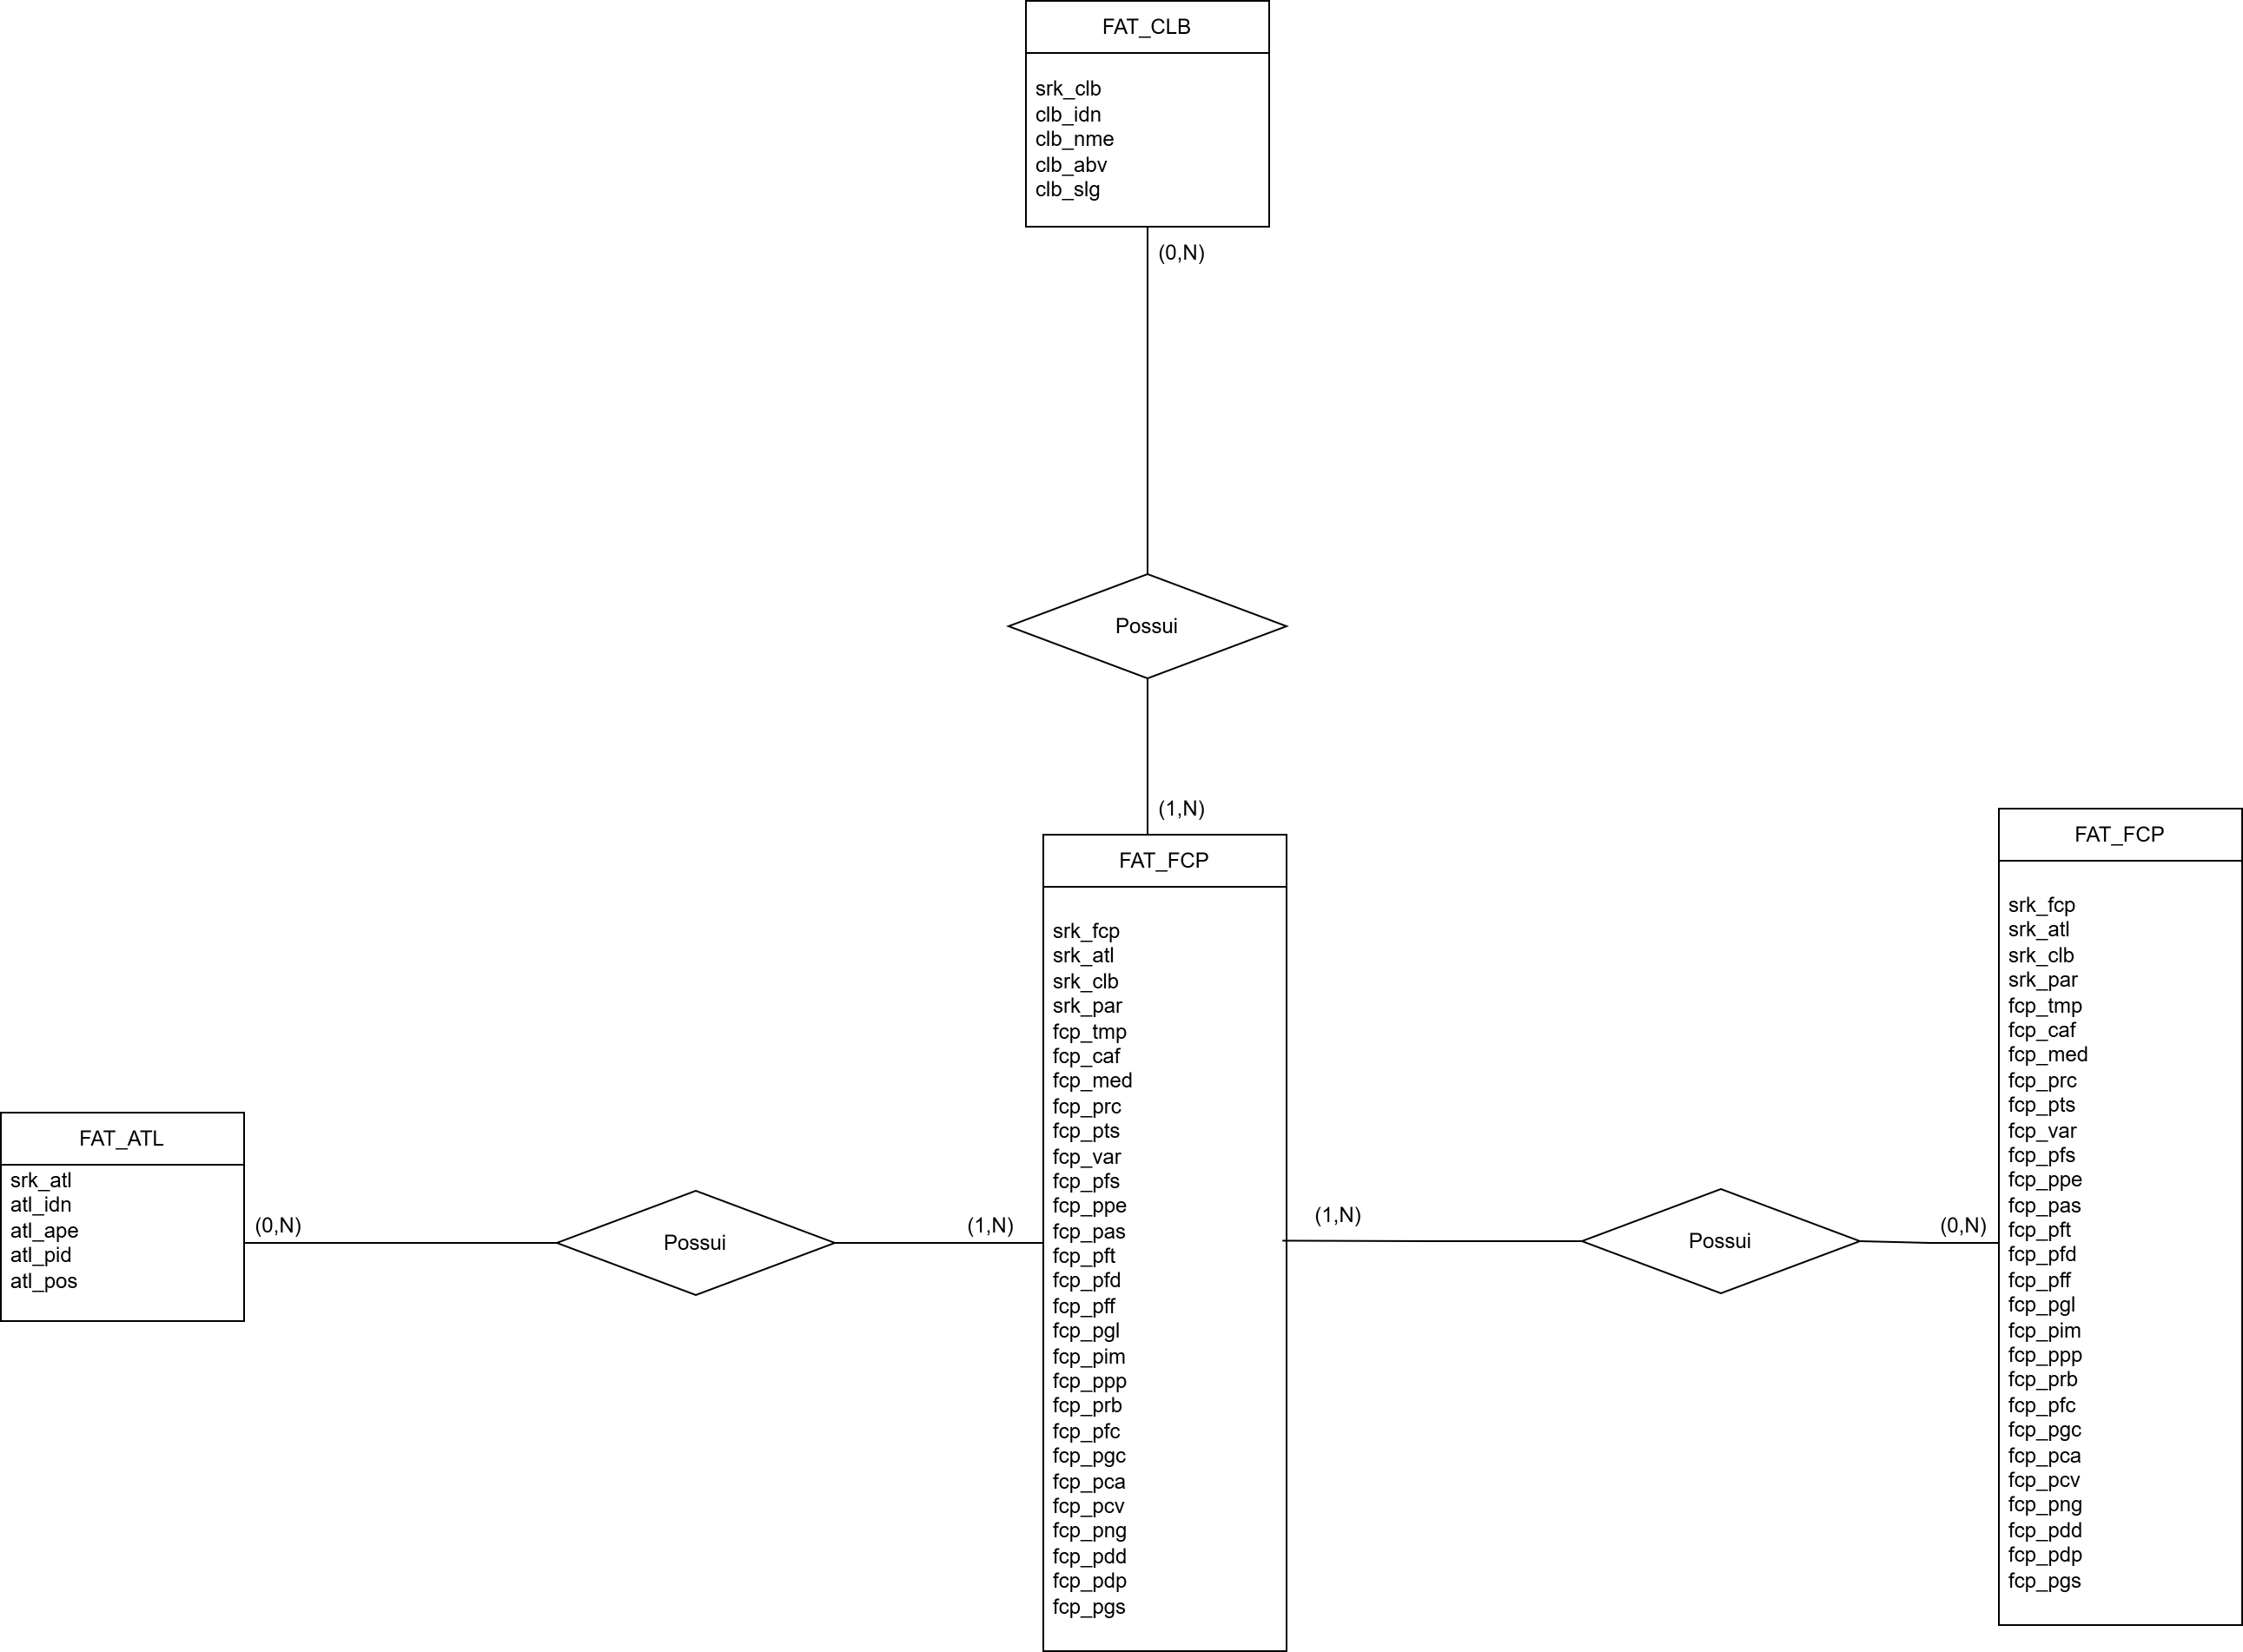 FAT_CLB
srk_clb
clb_idn
clb_nme
clb_abv
clb_slg
(0,N)
Possui
(1,N)
FAT_FCP
srk_fcp
srk_atl
srk_clb
srk_par
fcp_tmp
fcp_caf
fcp_med
fcp_prc
fcp_pts
fcp_var
fcp_pfs
fcp_ppe
fcp_pas
fcp_pft
fcp_pfd
fcp_pff
fcp_pgl
fcp_pim
fcp_ppp
fcp_prb
fcp_pfc
fcp_pgc
fcp_pca
fcp_pcv
fcp_png
fcp_pdd
fcp_pdp
fcp_pgs
FAT_ATL
srk_atl
atl_idn
atl_ape
atl_pid
atl_pos
(0,N)
Possui
(1,N)
(1,N)
Possui
(0,N)
FAT_FCP
srk_fcp
srk_atl
srk_clb
srk_par
fcp_tmp
fcp_caf
fcp_med
fcp_prc
fcp_pts
fcp_var
fcp_pfs
fcp_ppe
fcp_pas
fcp_pft
fcp_pfd
fcp_pff
fcp_pgl
fcp_pim
fcp_ppp
fcp_prb
fcp_pfc
fcp_pgc
fcp_pca
fcp_pcv
fcp_png
fcp_pdd
fcp_pdp
fcp_pgs